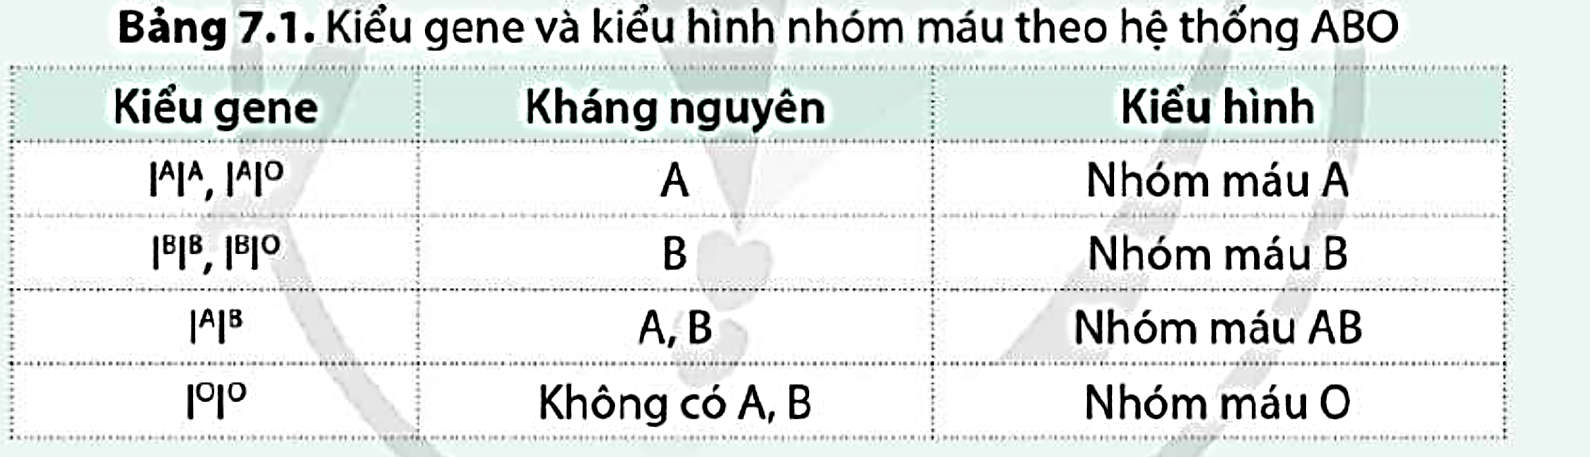 Bảng 7.1. Kiểu gene và kiểu hình nhóm máu theo hệ thống ABO
Kiểu gene Kháng nguyên Kiểu hình
IᴬIᴬ, IᴬIᴼ A Nhóm máu A
IᴮIᴮ, IᴮIᴼ B Nhóm máu B
IᴬIᴮ A, B Nhóm máu AB
IᴼIᴼ Không có A, B Nhóm máu O